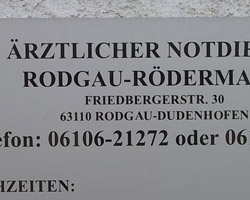 ÄRZTLICHER NOTDIE
RODGAU-RÖDERMA
FRIEDBERGERSTR. 30
63110 RODGAU-DUDENHOFEN
efon: 06106-21272 oder 06
HZEITEN: